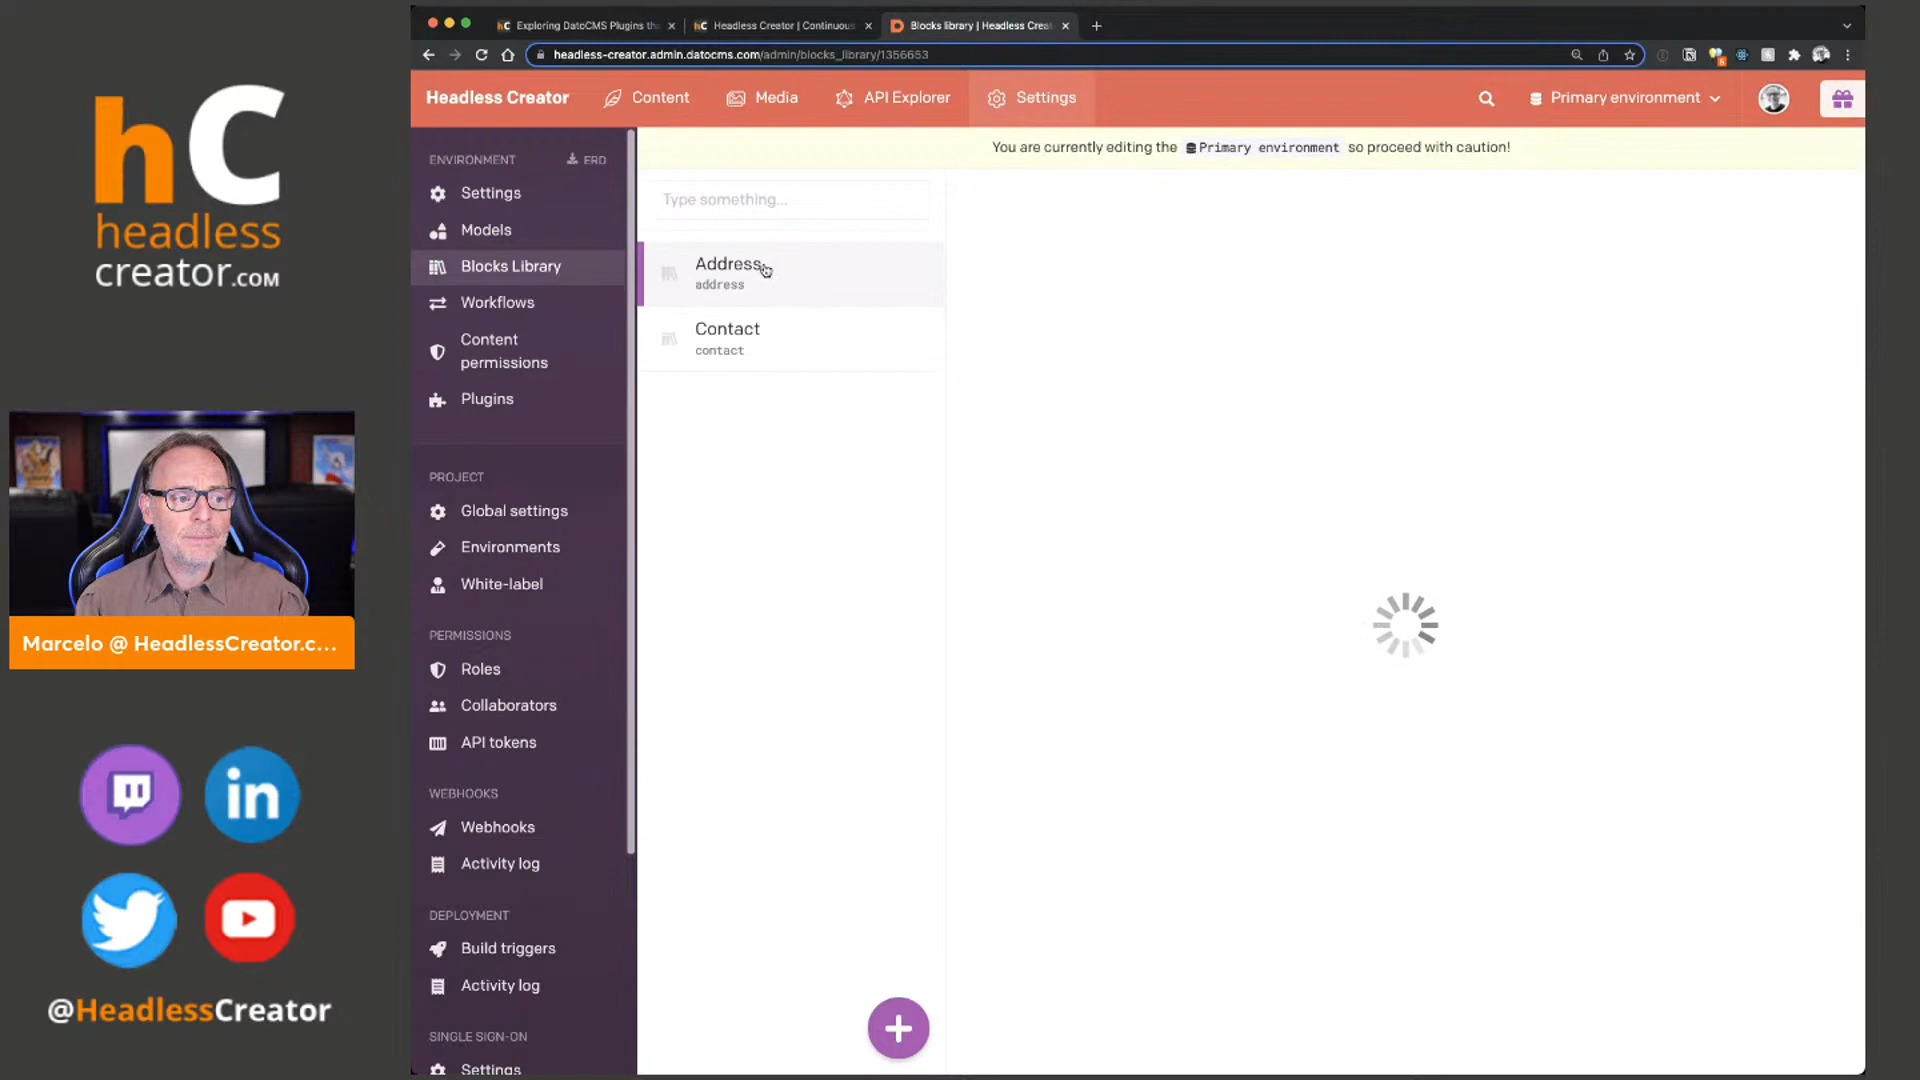 hC
headless
creator.com
Marcelo @ HeadlessCreator.c...
in
@HeadlessCreator
hC Exploring DatoCMS Plugins th
hC Headless Creator | Continuous
Blocks library | Headless Crea
headless-creator.admin.datocms.com/admin/blocks_library/1356653
Headless Creator
Content
Media
API Explorer
Settings
Primary environment
You are currently editing the Primary environment so proceed with caution!
ENVIRONMENT
ERD
Settings
Models
Blocks Library
Workflows
Content
permissions
Plugins
PROJECT
Global settings
Environments
White-label
PERMISSIONS
Roles
Collaborators
API tokens
WEBHOOKS
Webhooks
Activity log
DEPLOYMENT
Build triggers
Activity log
SINGLE SIGN-ON
Settings
Type something...
Address
address
Contact
contact